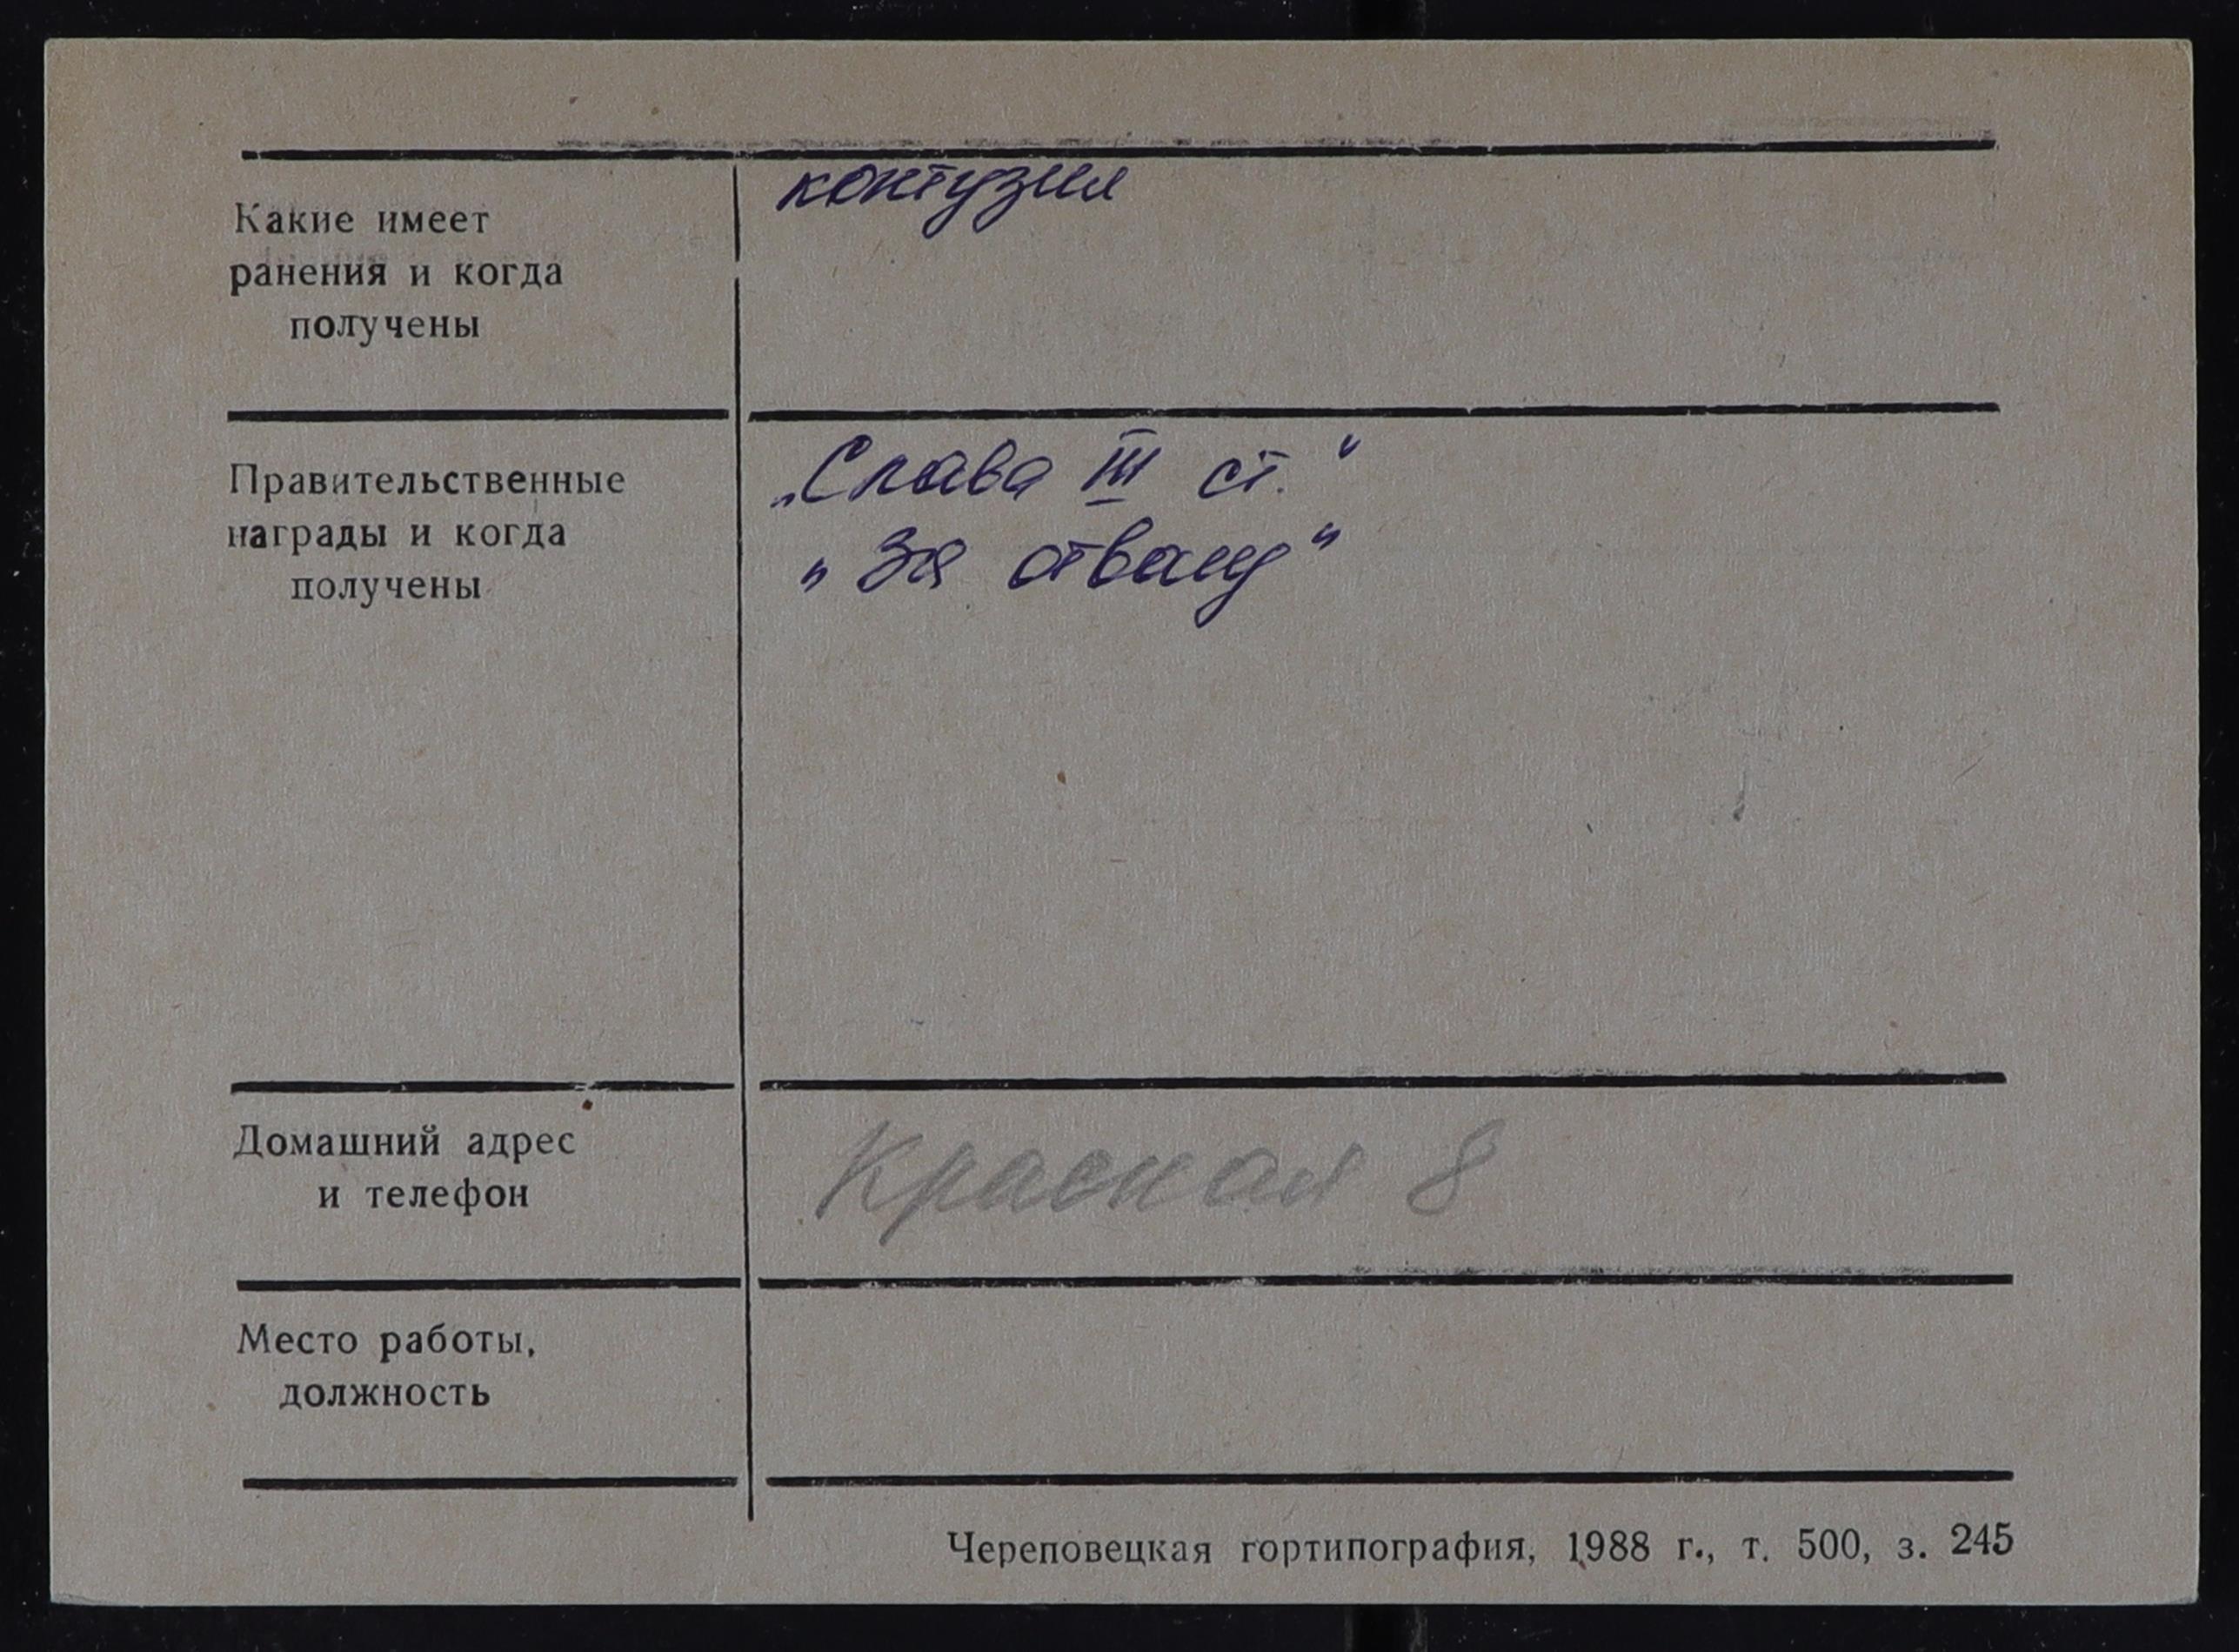 Какие имеет
ранения и когда
получены
контузия
Правительственные
награды и когда
получены
„Слава III ст."
„За отвагу"
Домашний адрес
и телефон
Красная 8
Место работы,
должность
Череповецкая гортипография, 1988 г., т. 500, з. 245